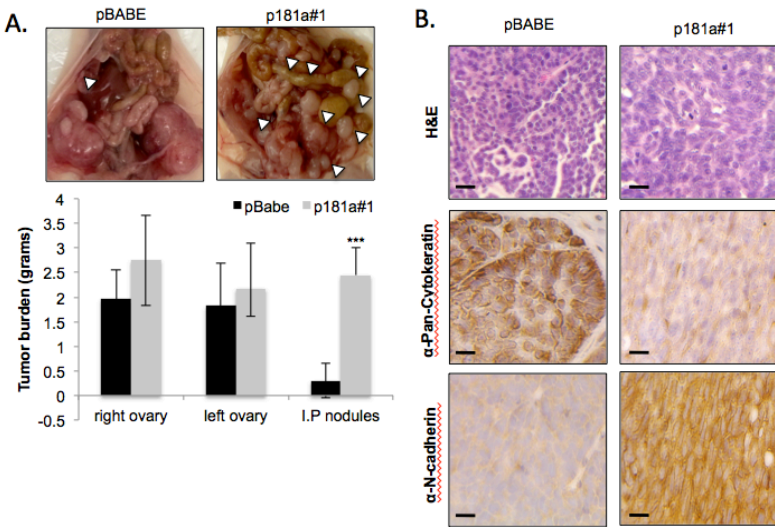 A.
pBABE
p181a#1
pBabe
p181a#1
Tumor burden (grams)
4
3.5
3
2.5
2
1.5
1
0.5
0
-0.5
***
right ovary
left ovary
I.P nodules
B.
pBABE
p181a#1
H&E
α-Pan-Cytokeratin
α-N-cadherin